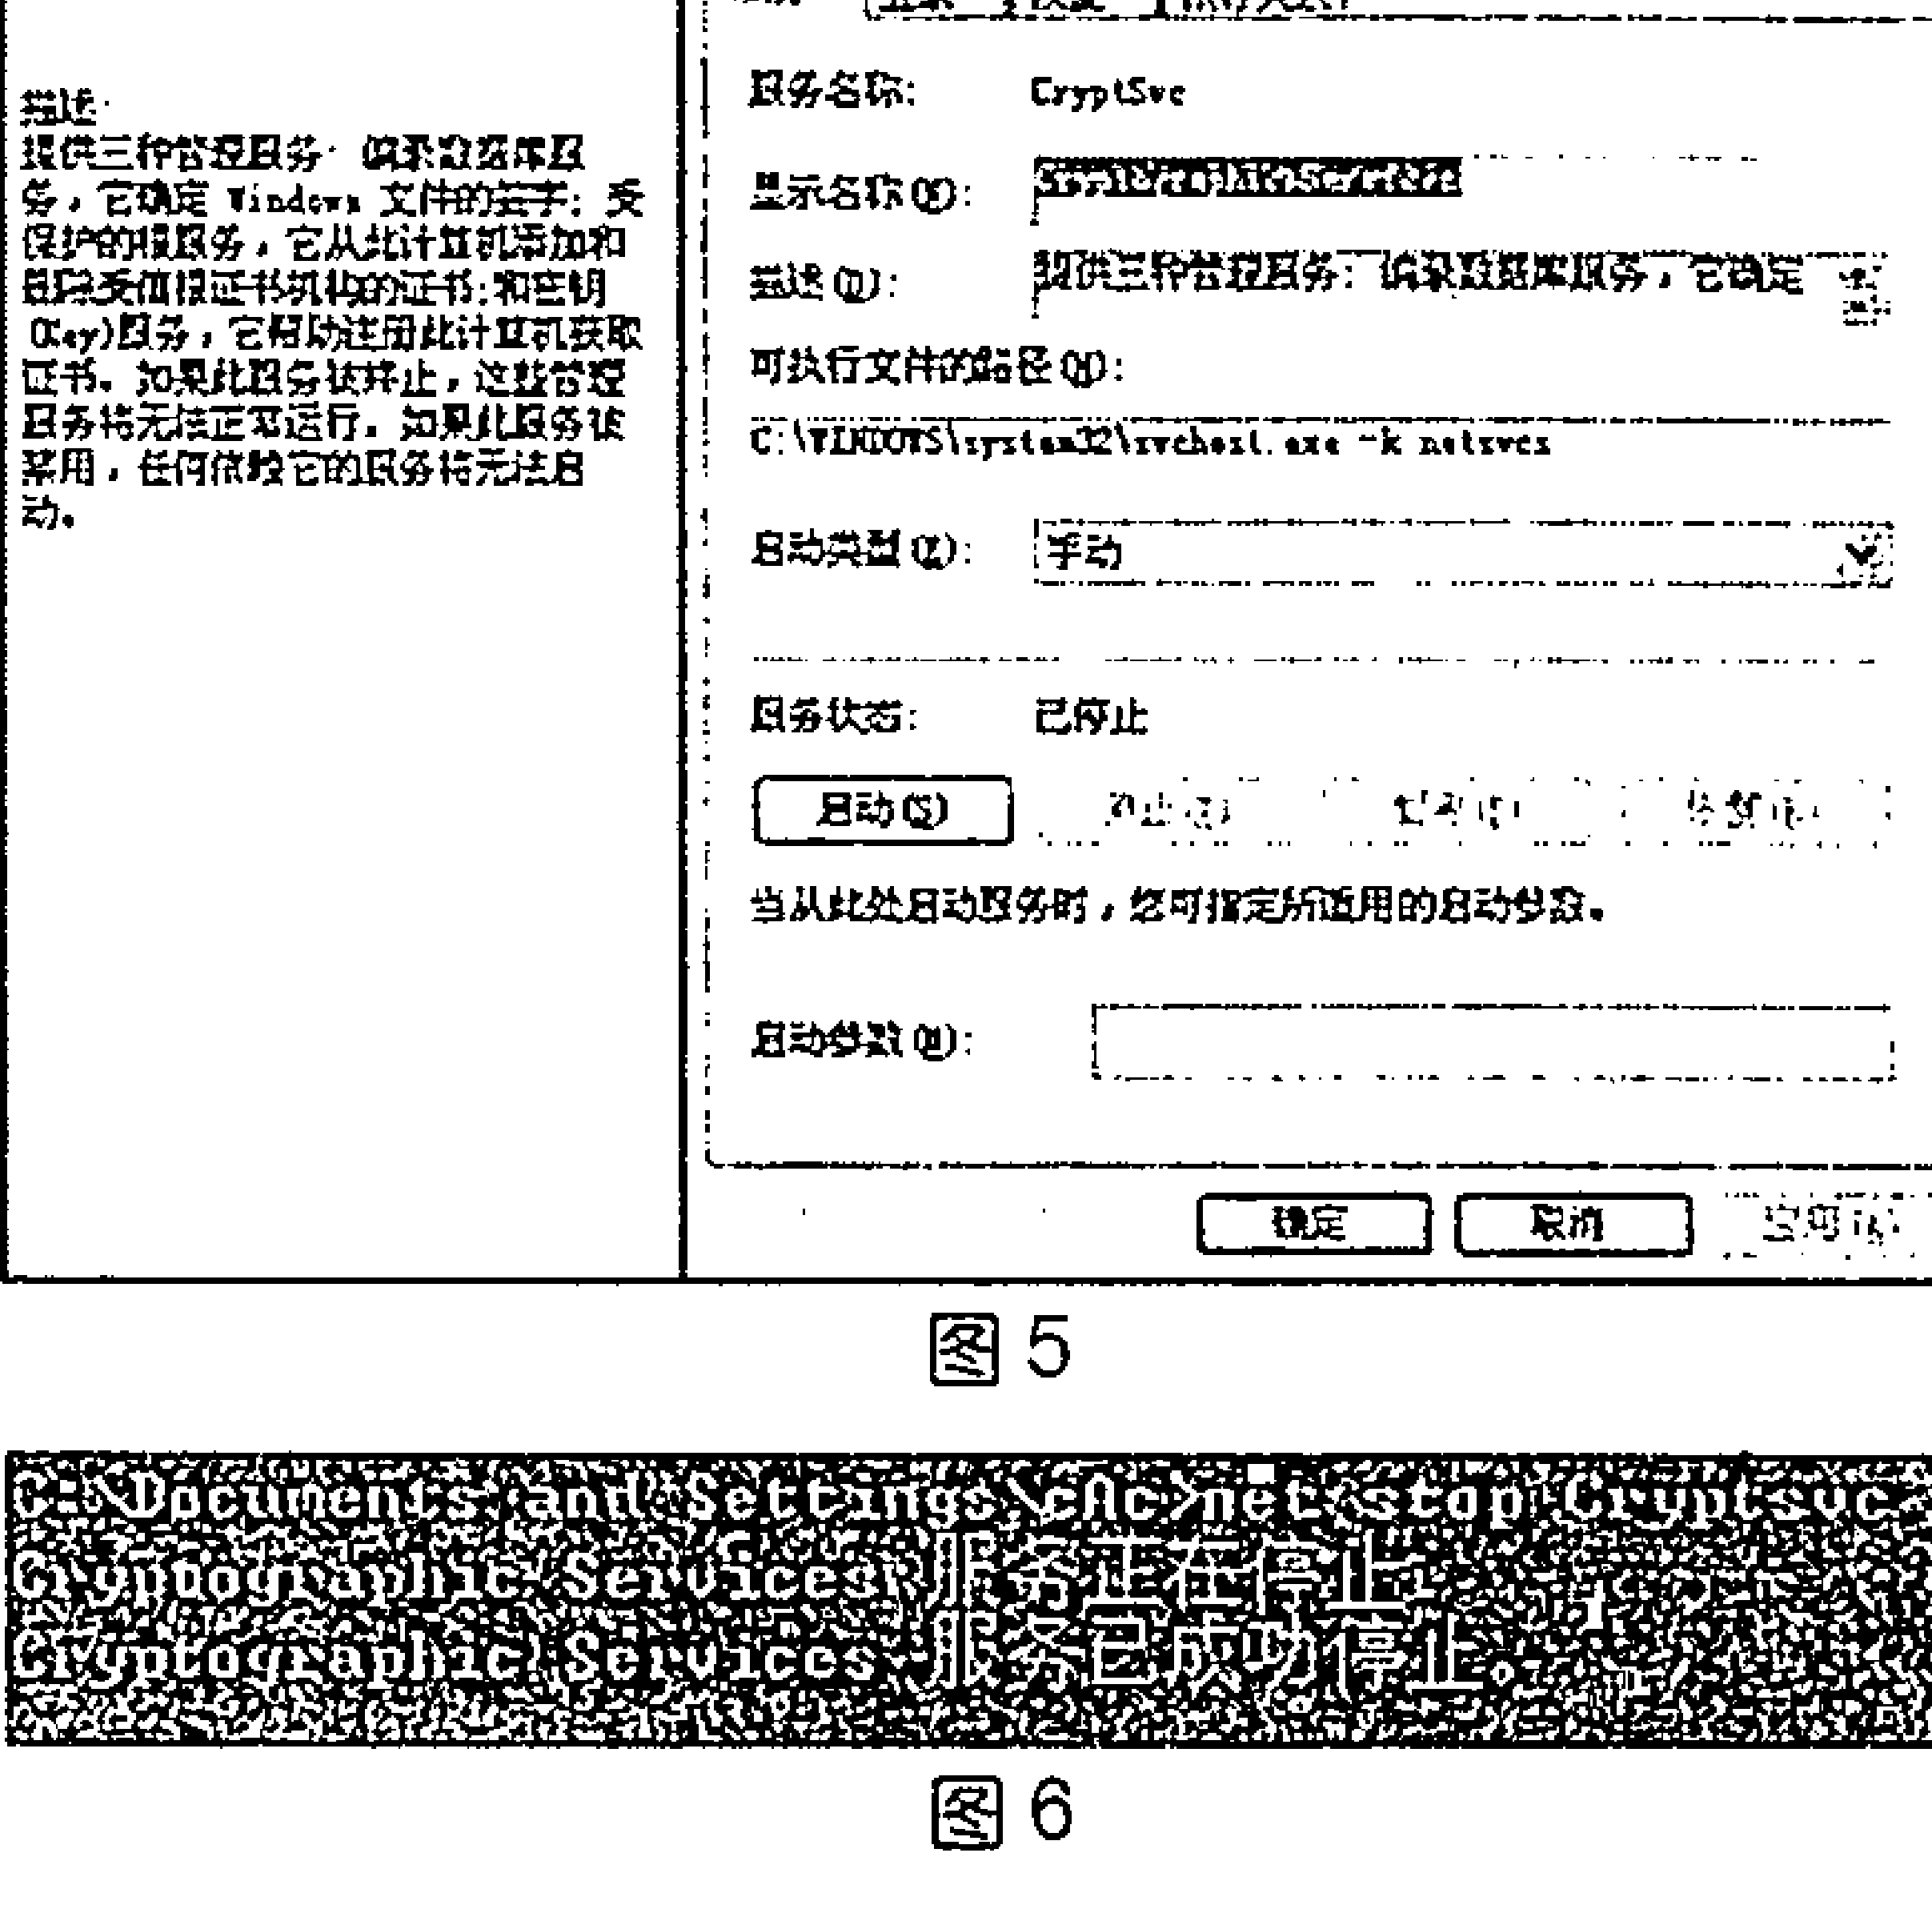 描述:
提供三种管理服务: 编录数据库服
务，它确定 Windows 文件的签字; 受
保护的根服务，它从此计算机添加和
删除受信根证书机构的证书;和密钥
(Key)服务，它帮助注册此计算机获取
证书。如果此服务被终止，这些管理
服务将无法正常运行。如果此服务被
禁用，任何依赖它的服务将无法启
动。
服务名称: CryptSvc
显示名称(N): Cryptographic Services
描述(D): 提供三种管理服务: 编录数据库服务，它确定
可执行文件的路径(H):
C:\WINDOWS\system32\svchost.exe -k netsvcs
启动类型(E): 手动
服务状态: 已停止
启动(S) 停止(T) 暂停(P) 恢复(R)
当从此处启动服务时，您可指定所适用的启动参数。
启动参数(M):
确定 取消 应用(A)
图 5
C:\Documents and Settings\cAc>net stop Cryptsvc
Cryptographic Services 服务正在停止.
Cryptographic Services 服务已成功停止。
图 6